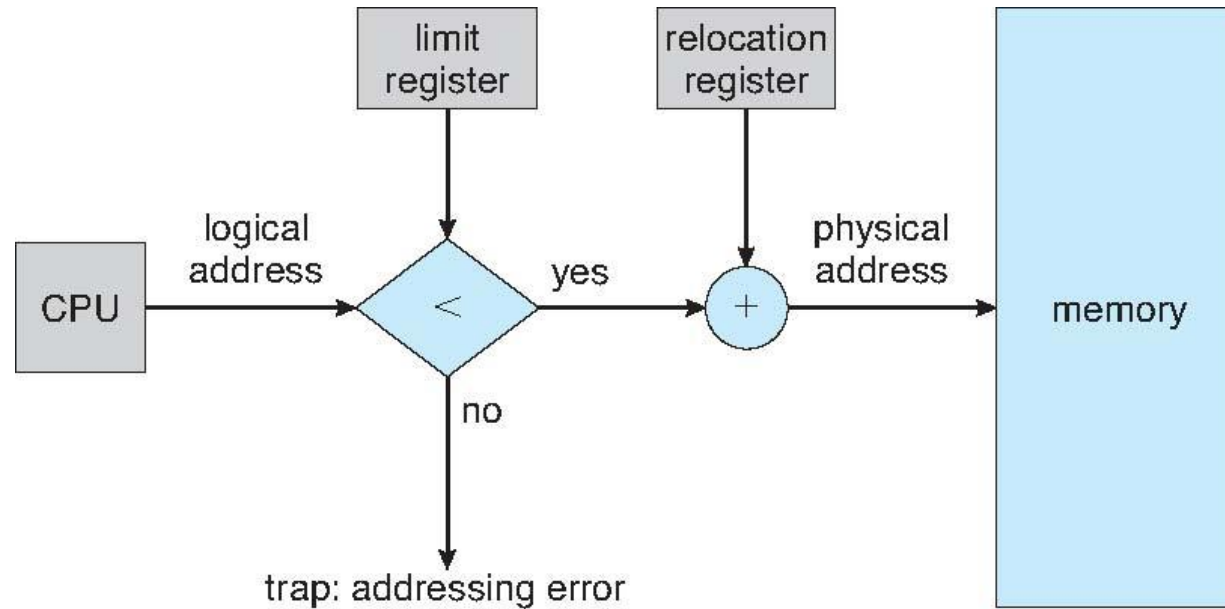 limit
register
relocation
register
logical
address
physical
address
CPU
<
yes
+
memory
no
trap: addressing error